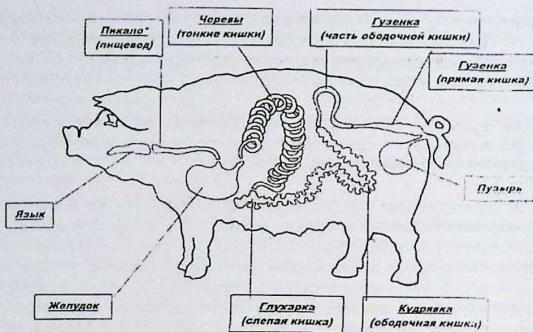 Пикало*
(пищевод)
Черевы
(тонкие кишки)
Гузенка
(часть ободочной кишки)
Гузенка
(прямая кишка)
Язык
Пузырь
Желудок
Глухарка
(слепая кишка)
Кудрявка
(ободочная кишка)